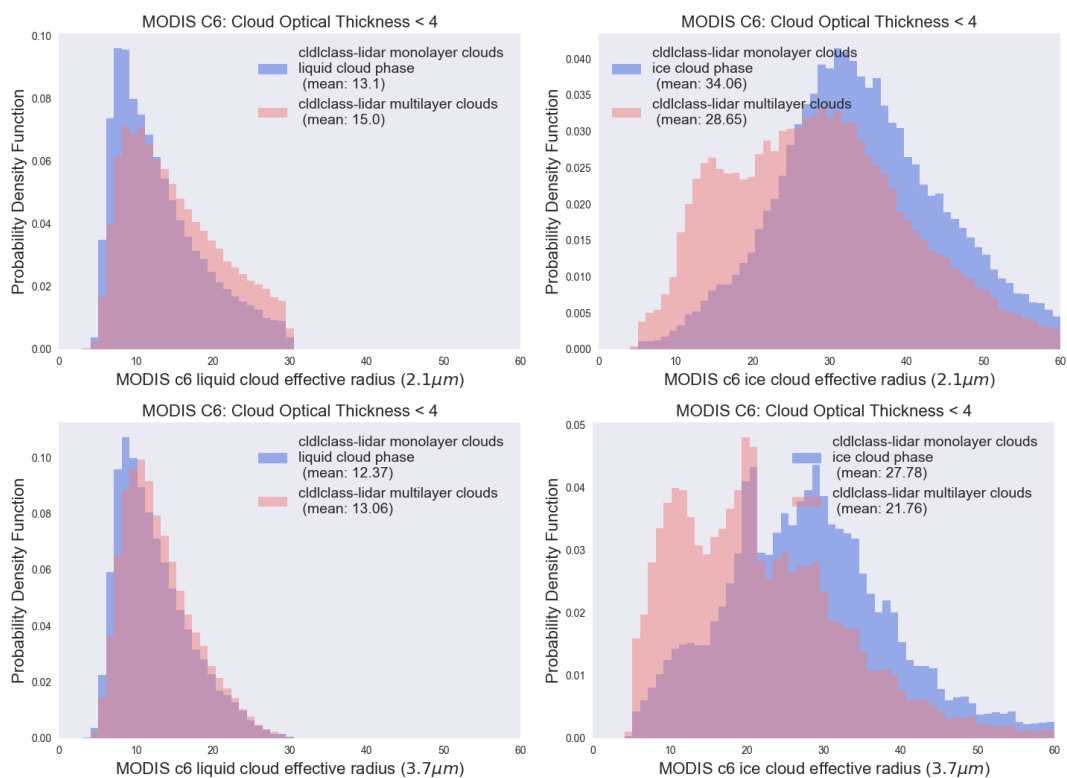 MODIS C6: Cloud Optical Thickness < 4
0.10
0.08
0.06
0.04
0.02
0.00
Probability Density Function
cldlclass-lidar monolayer clouds
liquid cloud phase
(mean: 13.1)
cldlclass-lidar multilayer clouds
(mean: 15.0)
0 10 20 30 40 50 60
MODIS c6 liquid cloud effective radius (2.1μm)
MODIS C6: Cloud Optical Thickness < 4
0.040
0.035
0.030
0.025
0.020
0.015
0.010
0.005
0.000
Probability Density Function
cldlclass-lidar monolayer clouds
ice cloud phase
(mean: 34.06)
cldlclass-lidar multilayer clouds
(mean: 28.65)
0 10 20 30 40 50 60
MODIS c6 ice cloud effective radius (2.1μm)
MODIS C6: Cloud Optical Thickness < 4
0.10
0.08
0.06
0.04
0.02
0.00
Probability Density Function
cldlclass-lidar monolayer clouds
liquid cloud phase
(mean: 12.37)
cldlclass-lidar multilayer clouds
(mean: 13.06)
0 10 20 30 40 50 60
MODIS c6 liquid cloud effective radius (3.7μm)
MODIS C6: Cloud Optical Thickness < 4
0.05
0.04
0.03
0.02
0.01
0.00
Probability Density Function
cldlclass-lidar monolayer clouds
ice cloud phase
(mean: 27.78)
cldlclass-lidar multilayer clouds
(mean: 21.76)
0 10 20 30 40 50 60
MODIS c6 ice cloud effective radius (3.7μm)